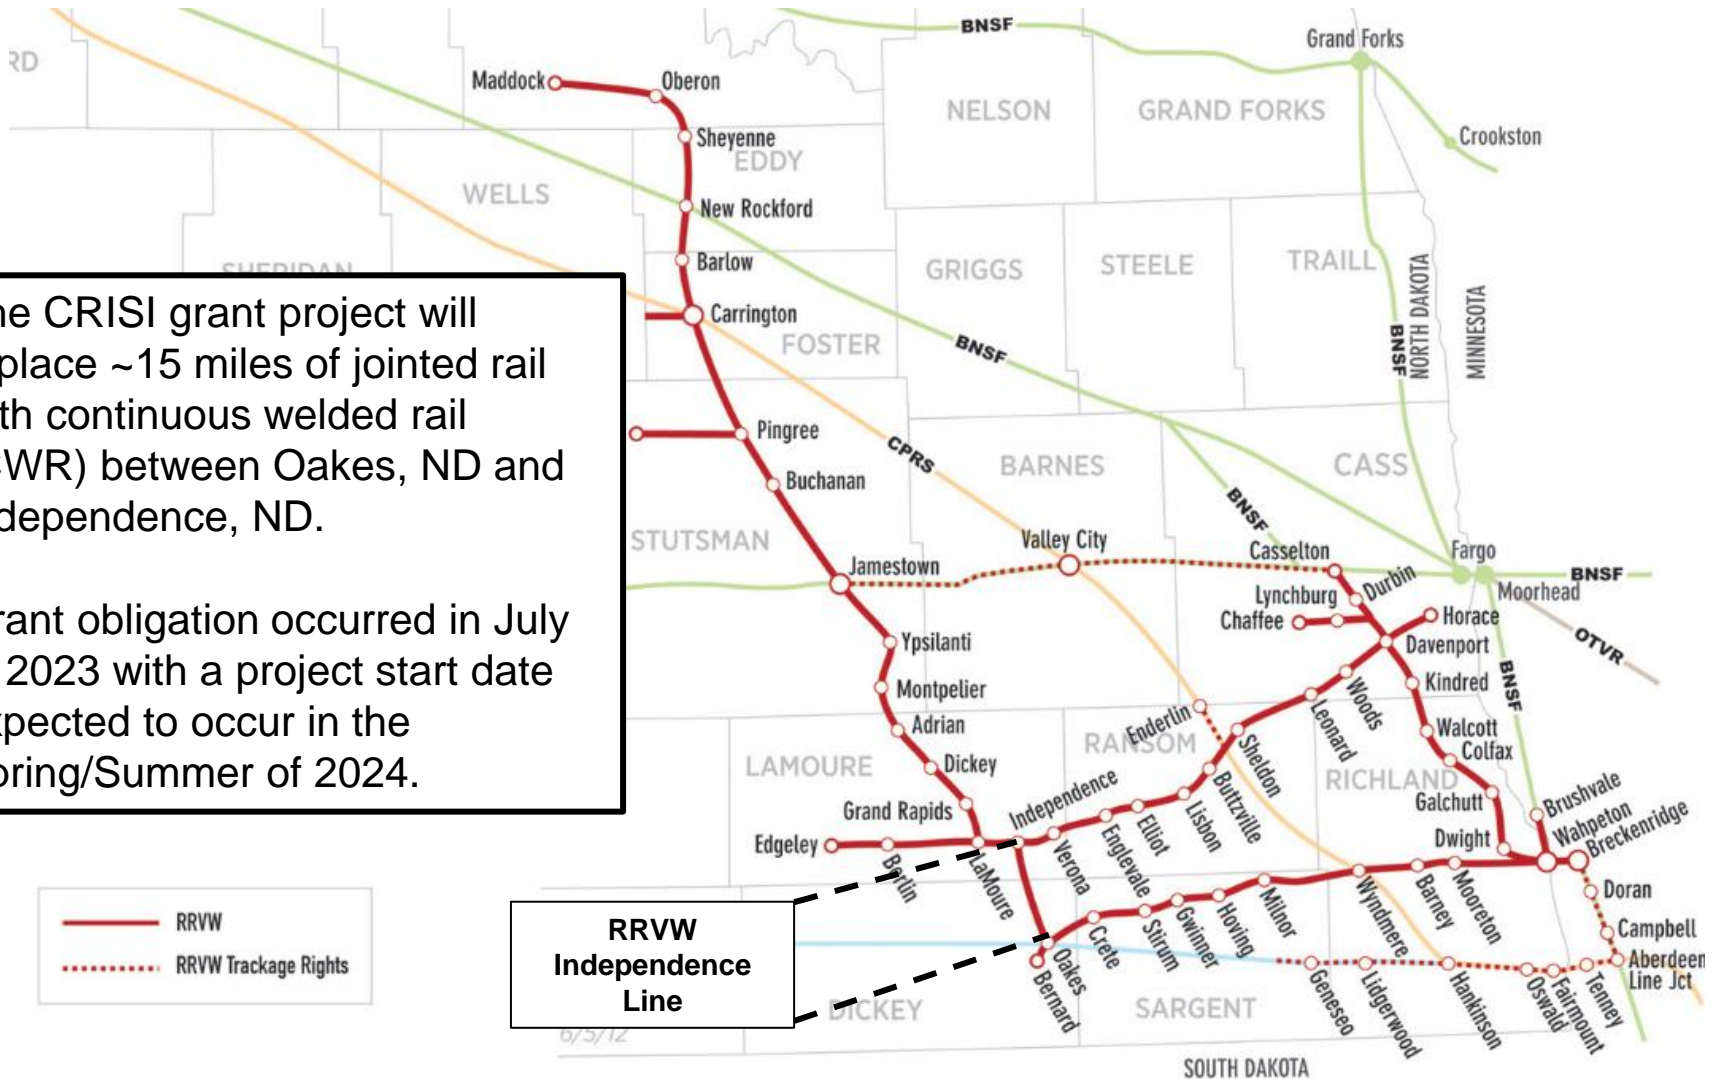 BNSF
Grand Forks
RD
Maddock
Oberon
NELSON
GRAND FORKS
Crookston
Sheyenne
EDDY
WELLS
New Rockford
Barlow
GRIGGS
STEELE
TRAILL
SHERIDAN
NORTH DAKOTA
MINNESOTA
Carrington
FOSTER
BNSF
BNSF
he CRISI grant project will
place ~15 miles of jointed rail
th continuous welded rail
CWR) between Oakes, ND and
dependence, ND.
rant obligation occurred in July
2023 with a project start date
xpected to occur in the
pring/Summer of 2024.
Pingree
CPRS
BARNES
CASS
Buchanan
BNSF
STUTSMAN
Valley City
Casselton
Fargo
Jamestown
BNSF
Durbin
Moorhead
Lynchburg
Chaffee
Horace
Ypsilanti
Davenport
OTVR
Montpelier
Woods
Kindred
BNSF
Leonard
Adrian
Enderlin
RANSOM
Sheldon
Walcott
Colfax
LAMOURE
Dickey
RICHLAND
Buttzville
Grand Rapids
Independence
Galchutt
Brushvale
Lisbon
Elliot
Englevale
Verona
Dwight
Wahpeton
Breckenridge
Edgeley
Berlin
LaMoure
Doran
Mooreton
Barney
Wyndmere
Milnor
Hoving
Gwinner
Stirum
Crete
Campbell
RRVW
RRVW Trackage Rights
RRVW
Independence
Line
Oakes
Bernard
Aberdeen
Line Jct
Geneseo
Lidgerwood
Hankinson
Oswald
Fairmount
Tenney
DICKEY
SARGENT
6/5/12
SOUTH DAKOTA